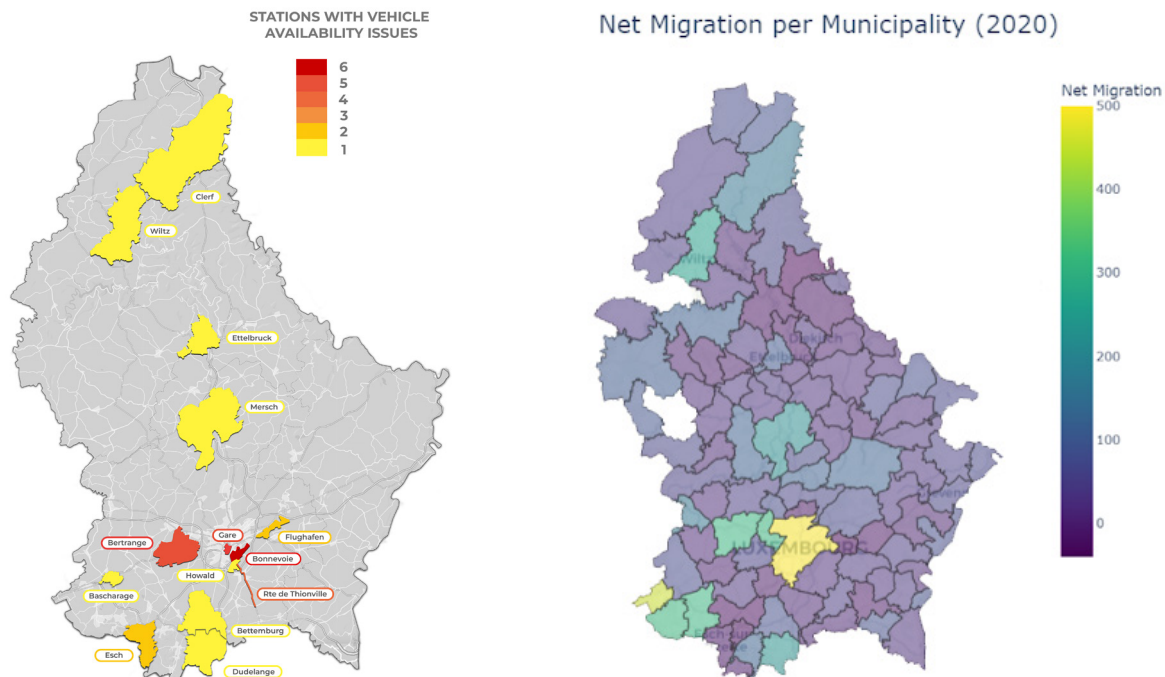 STATIONS WITH VEHICLE
AVAILABILITY ISSUES
6
5
4
3
2
1
Clerf
Wiltz
Ettelbruck
Mersch
Bertrange
Gare
Flughafen
Bonnevoie
Howald
Bascharage
Rte de Thionville
Bettemburg
Esch
Dudelange
Net Migration per Municipality (2020)
Net Migration
500
400
300
200
100
0
Wiltz
Diekirch
Ettelbruck
LUXEMBOURG
Esch-sur-